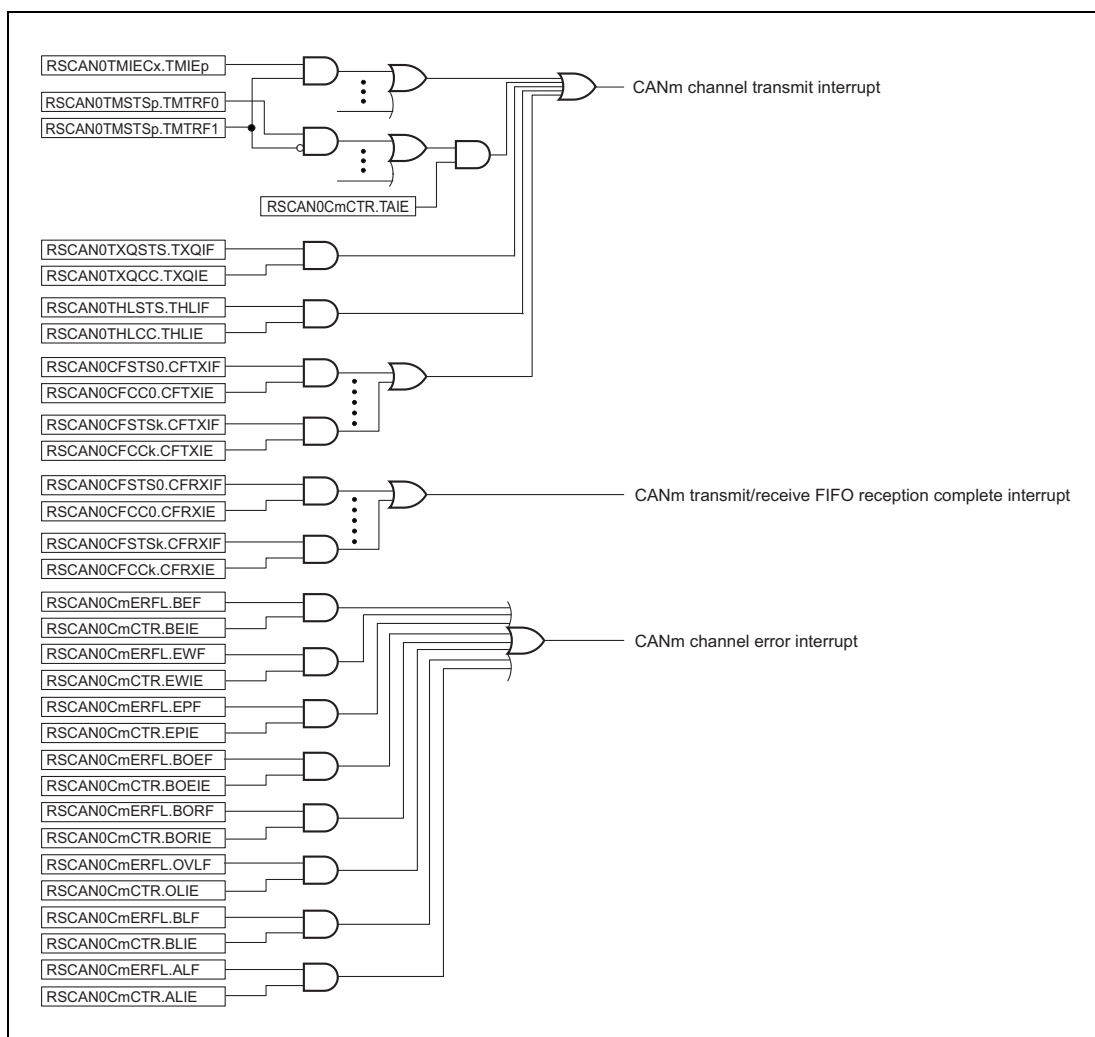 RSCAN0TMIECx.TMIEp
RSCAN0TMSTSp.TMTRF0
RSCAN0TMSTSp.TMTRF1
CANm channel transmit interrupt
RSCAN0CmCTR.TAIE
RSCAN0TXQSTS.TXQIF
RSCAN0TXQCC.TXQIE
RSCAN0THLSTS.THLIF
RSCAN0THLCC.THLIE
RSCAN0CFSTS0.CFTXIF
RSCAN0CFCC0.CFTXIE
RSCAN0CFSTSk.CFTXIF
RSCAN0CFCCk.CFTXIE
RSCAN0CFSTS0.CFRXIF
RSCAN0CFCC0.CFRXIE
CANm transmit/receive FIFO reception complete interrupt
RSCAN0CFSTSk.CFRXIF
RSCAN0CFCCk.CFRXIE
RSCAN0CmERFL.BEF
RSCAN0CmCTR.BEIE
CANm channel error interrupt
RSCAN0CmERFL.EWF
RSCAN0CmCTR.EWIE
RSCAN0CmERFL.EPF
RSCAN0CmCTR.EPIE
RSCAN0CmERFL.BOEF
RSCAN0CmCTR.BOEIE
RSCAN0CmERFL.BORF
RSCAN0CmCTR.BORIE
RSCAN0CmERFL.OVLF
RSCAN0CmCTR.OLIE
RSCAN0CmERFL.BLF
RSCAN0CmCTR.BLIE
RSCAN0CmERFL.ALF
RSCAN0CmCTR.ALIE